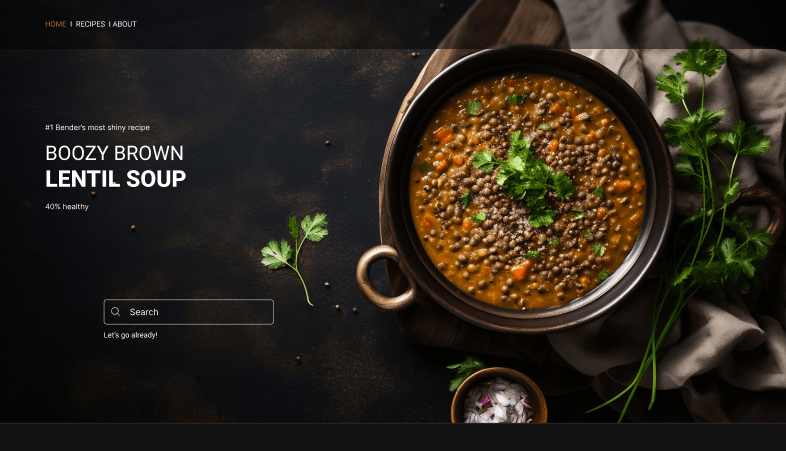 HOME I RECIPES I ABOUT
#1 Bender's most shiny recipe
BOOZY BROWN
LENTIL SOUP
40% healthy
Search
Let's go already!